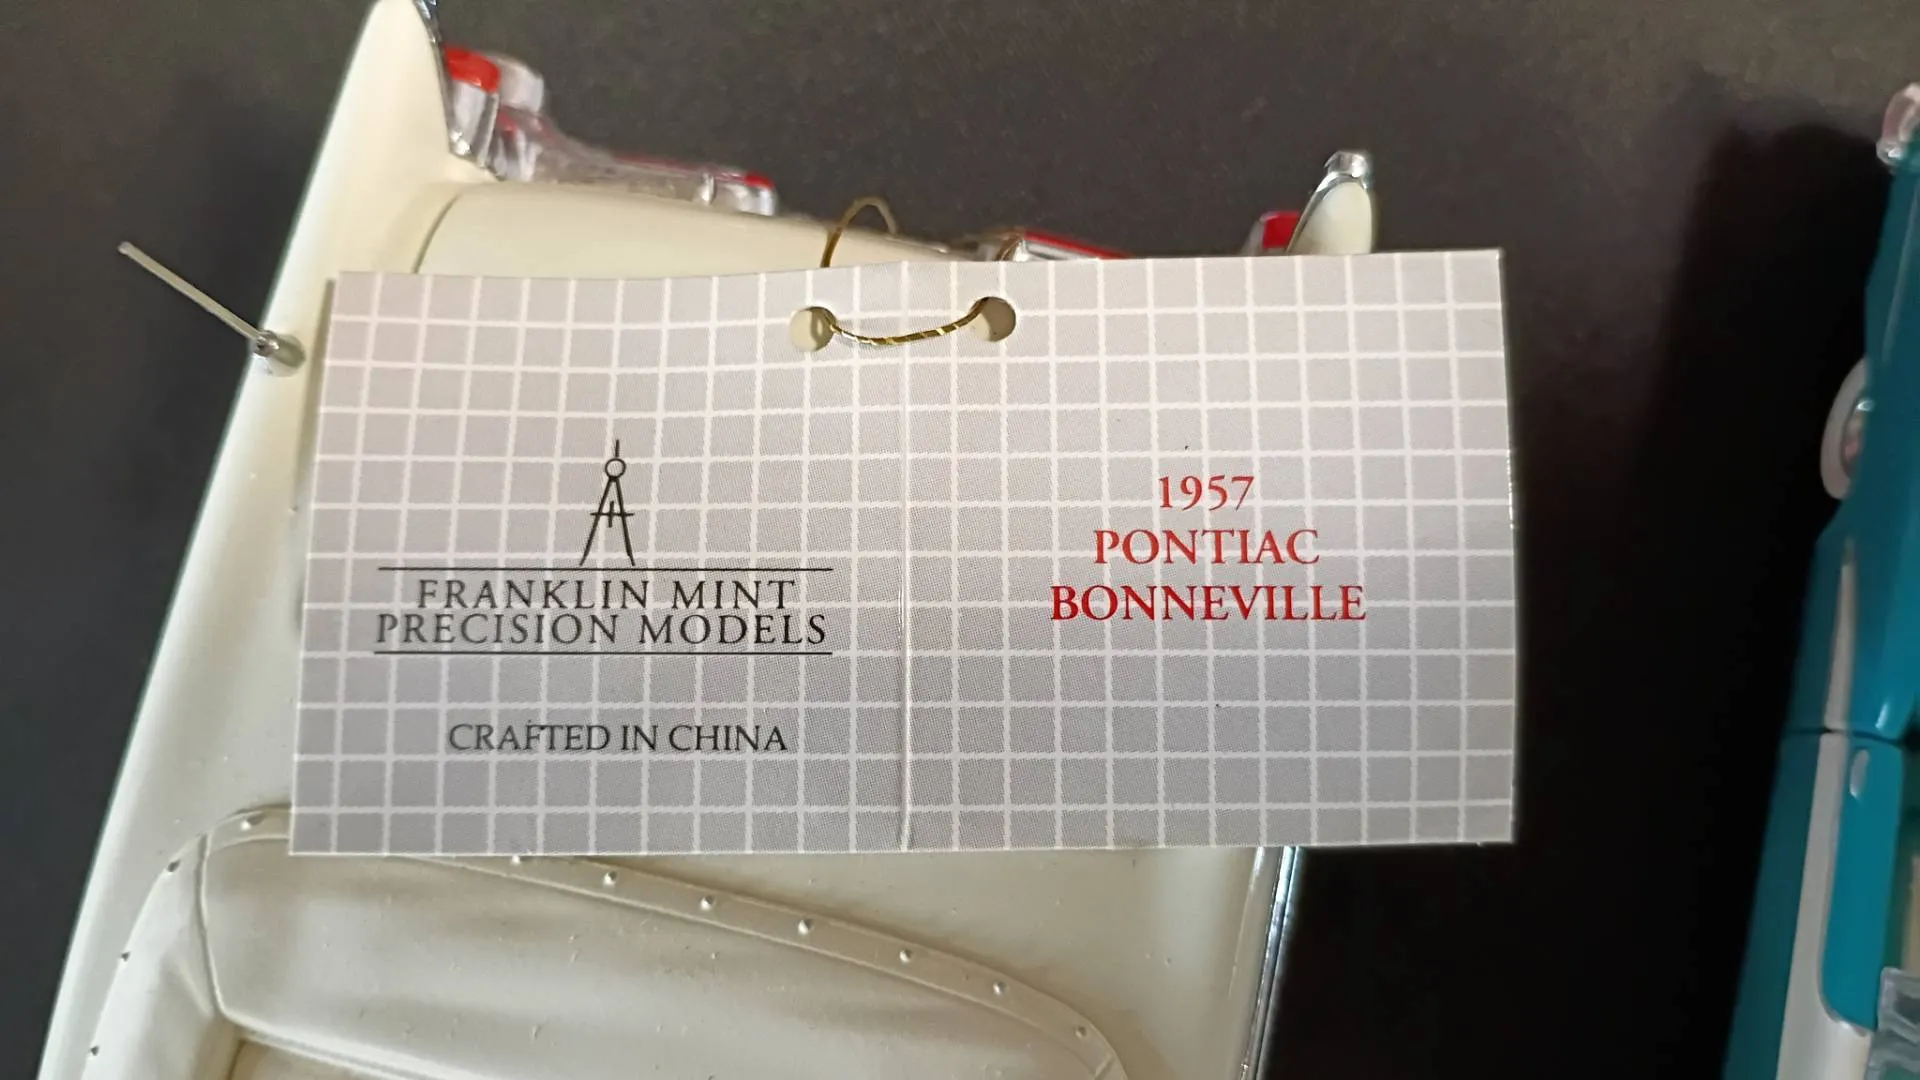 FRANKLIN MINT
PRECISION MODELS
CRAFTED IN CHINA
1957
PONTIAC
BONNEVILLE